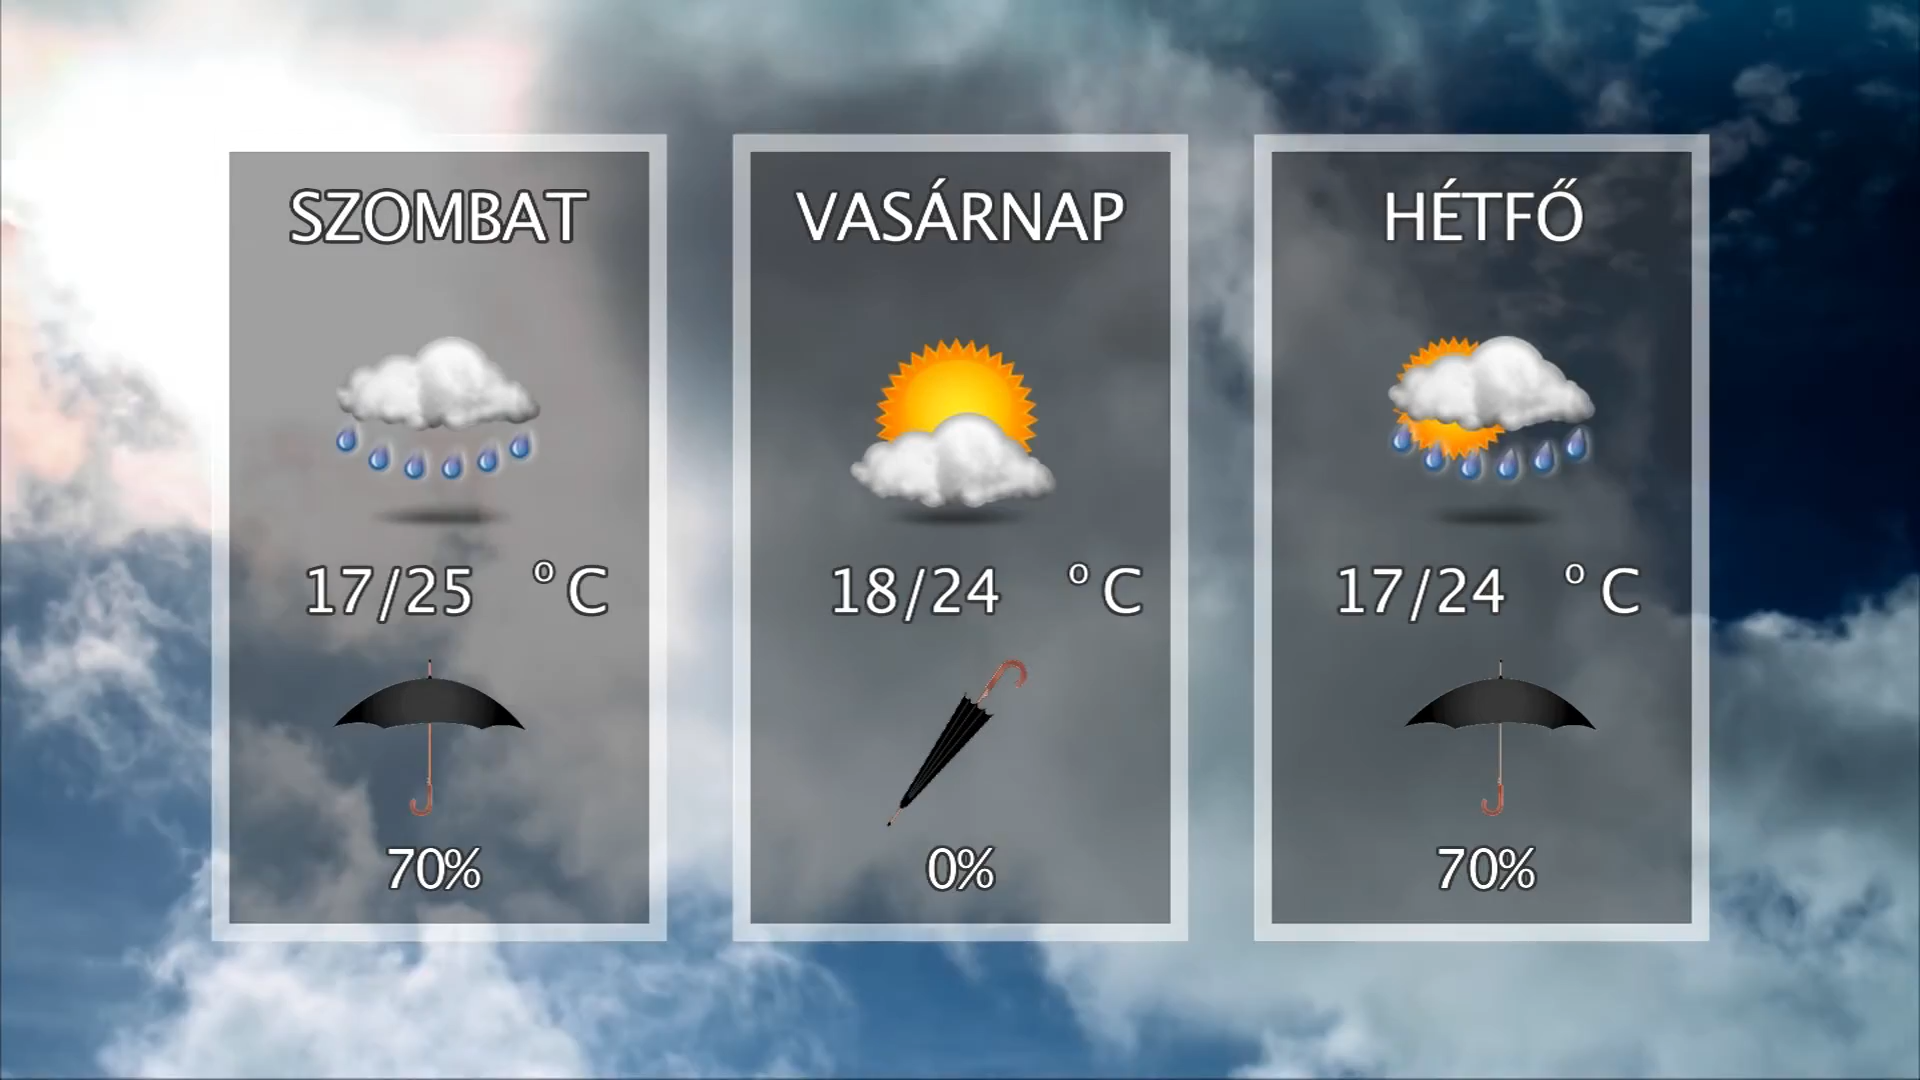 SZOMBAT
17/25 °C
70%
VASÁRNAP
18/24 °C
0%
HÉTFŐ
17/24 °C
70%